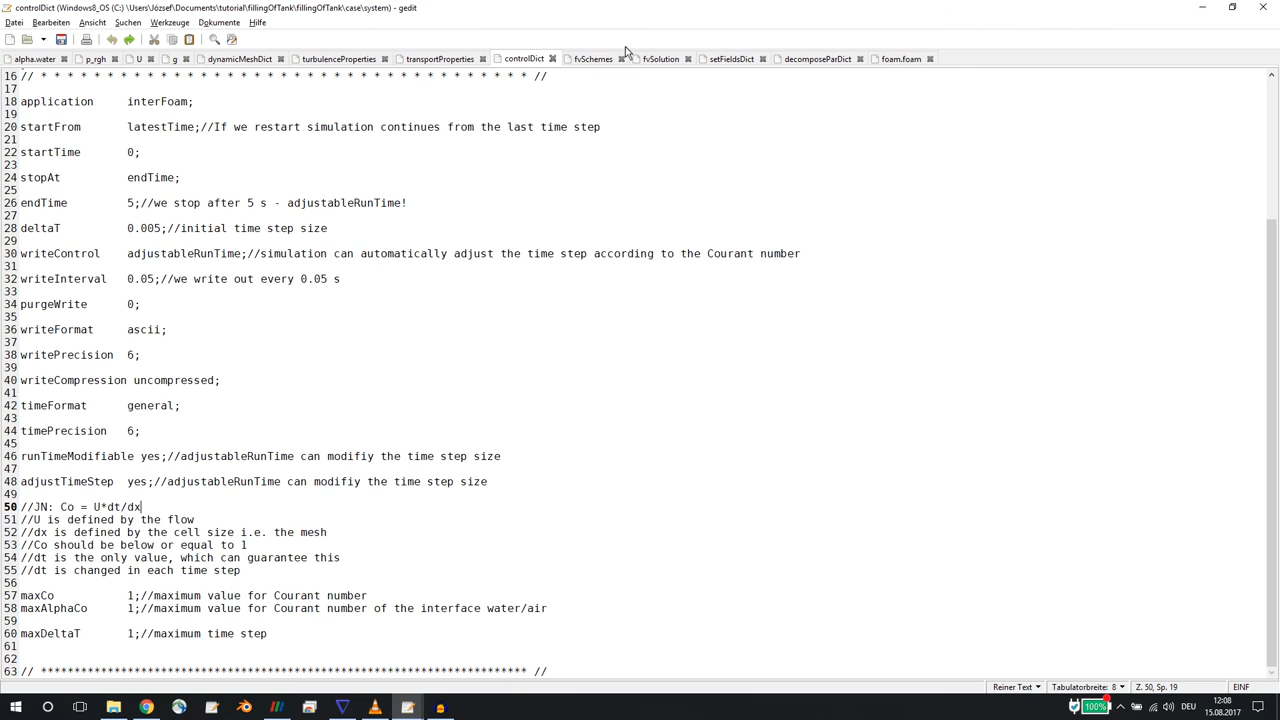 controlDict (Windows8_OS (C:) \Users\József\Documents\tutorial\fillingOfTank\fillingOfTank\case\system) - gedit
Datei Bearbeiten Ansicht Suchen Werkzeuge Dokumente Hilfe
alpha.water p_rgh U g dynamicMeshDict turbulenceProperties transportProperties controlDict fvSchemes fvSolution setFieldsDict decomposeParDict foam.foam
16 // * * * * * * * * * * * * * * * * * * * * * * * * * * * * * * * * * * * * * //
17
18 application interFoam;
19
20 startFrom latestTime;//If we restart simulation continues from the last time step
21
22 startTime 0;
23
24 stopAt endTime;
25
26 endTime 5;//we stop after 5 s - adjustableRunTime!
27
28 deltaT 0.005;//initial time step size
29
30 writeControl adjustableRunTime;//simulation can automatically adjust the time step according to the Courant number
31
32 writeInterval 0.05;//we write out every 0.05 s
33
34 purgeWrite 0;
35
36 writeFormat ascii;
37
38 writePrecision 6;
39
40 writeCompression uncompressed;
41
42 timeFormat general;
43
44 timePrecision 6;
45
46 runTimeModifiable yes;//adjustableRunTime can modifiy the time step size
47
48 adjustTimeStep yes;//adjustableRunTime can modifiy the time step size
49
50 //JN: Co = U*dt/dx
51 //U is defined by the flow
52 //dx is defined by the cell size i.e. the mesh
53 //Co should be below or equal to 1
54 //dt is the only value, which can guarantee this
55 //dt is changed in each time step
56
57 maxCo 1;//maximum value for Courant number
58 maxAlphaCo 1;//maximum value for Courant number of the interface water/air
59
60 maxDeltaT 1;//maximum time step
61
62
63 // ************************************************************************* //
Reiner Text Tabulatorbreite: 8 Z. 50, Sp. 19 EINF
100% DEU 12:08
15.08.2017